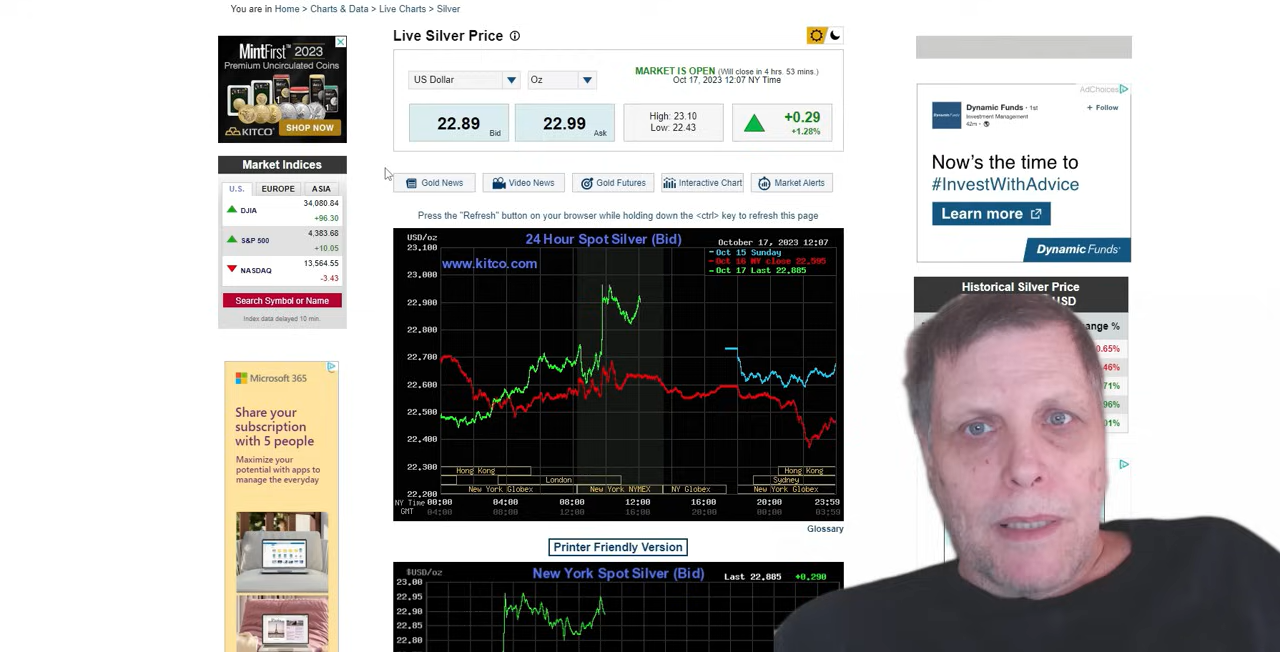 You are in Home > Charts & Data > Live Charts > Silver
MintFirst™ 2023
Premium Uncirculated Coins
KITCO
SHOP NOW
Market Indices
U.S. EUROPE ASIA
DJIA 34,080.84
+96.30
S&P 500 4,383.68
+10.05
NASDAQ 13,564.55
-3.43
Search Symbol or Name
Index data delayed 10 min.
Microsoft 365
Share your
subscription
with 5 people
Maximize your
potential with apps to
manage the everyday
Live Silver Price
US Dollar Oz
MARKET IS OPEN (Will close in 4 hrs. 53 mins.)
Oct 17, 2023 12:07 NY Time
22.89 Bid
22.99 Ask
High: 23.10
Low: 22.43
+0.29
+1.28%
Gold News Video News Gold Futures Interactive Chart Market Alerts
Press the "Refresh" button on your browser while holding down the <ctrl> key to refresh this page
USD/oz 24 Hour Spot Silver (Bid) October 17, 2023 12:07
www.kitco.com
Oct 15 Sunday
Oct 16 NY close 22.595
Oct 17 Last 22.885
23,100
23,000
22,900
22,800
22,700
22,600
22,500
22,400
22,300
22,200
Hong Kong Hong Kong
London Sydney
New York Globex New York NYMEX NY Globex New York Globex
NY Time 00:00 04:00 08:00 12:00 16:00 20:00 23:59
GMT 04:00 08:00 12:00 16:00 20:00 00:00 03:59
Glossary
Printer Friendly Version
$USD/oz New York Spot Silver (Bid) Last 22.885 +0.290
23.00
22.95
22.90
22.85
22.80
AdChoices
Dynamic Funds · 1st + Follow
Investment Management
42m
Now's the time to
#InvestWithAdvice
Learn more
Dynamic Funds
Historical Silver Price
USD
ange %
0.65%
46%
71%
96%
01%